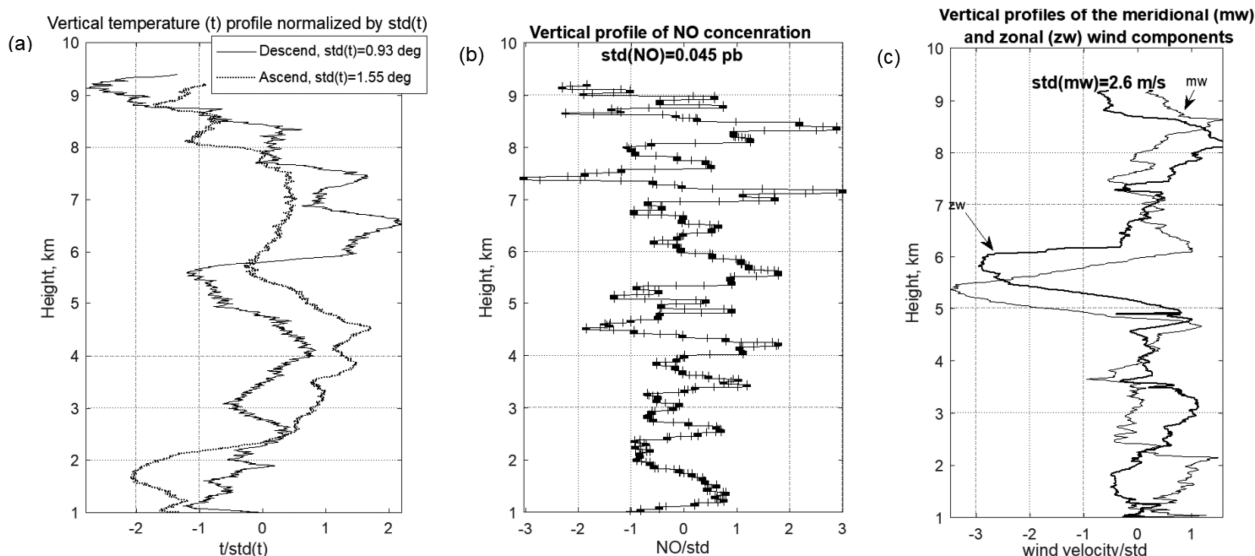 Vertical temperature (t) profile normalized by std(t)
(a)
Descend, std(t)=0.93 deg
Ascend, std(t)=1.55 deg
10
9
8
7
6
5
4
3
2
1
Height, km
-2
-1
0
1
2
t/std(t)
(b)
Vertical profile of NO concenration
std(NO)=0.045 pb
10
9
8
7
6
5
4
3
2
1
Height, km
-3
-2
-1
0
1
2
3
NO/std
Vertical profiles of the meridional (mw)
and zonal (zw) wind components
(c)
std(mw)=2.6 m/s
mw
zw
10
9
8
7
6
5
4
3
2
1
Height, km
-3
-2
-1
0
1
wind velocity/std